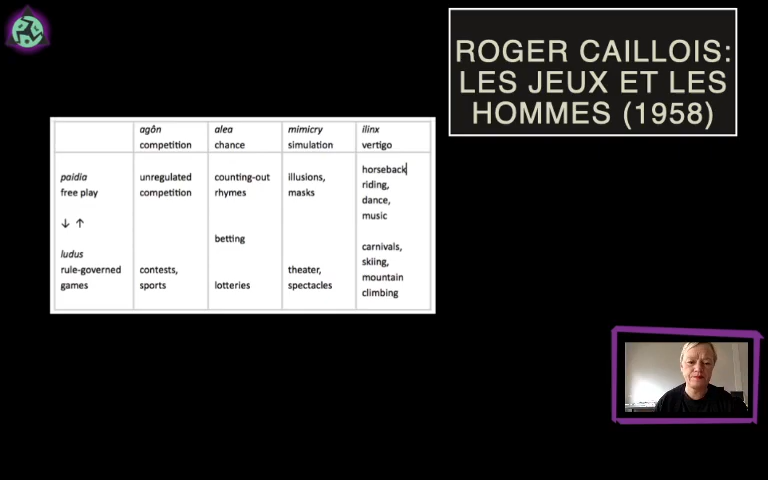 ROGER CAILLOIS:
LES JEUX ET LES
HOMMES (1958)
agôn alea mimicry ilinx
competition chance simulation vertigo
horseback
paidia unregulated counting-out illusions, riding,
free play competition rhymes masks dance,
music
↓ ↑
betting
carnivals,
ludus skiing,
rule-governed contests, theater, mountain
games sports lotteries spectacles climbing